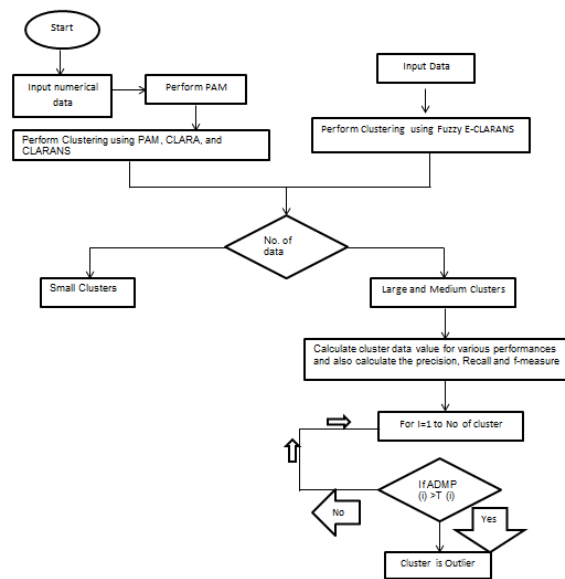 Start
Input numerical
data
Perform PAM
Input Data
Perform Clustering using PAM, CLARA, and
CLARANS
Perform Clustering using Fuzzy E-CLARANS
No. of
data
Small Clusters
Large and Medium Clusters
Calculate cluster data value for various performances
and also calculate the precision, Recall and f-measure
For I=1 to No of cluster
If ADMP
(i) >T (i)
No
Yes
Cluster is Outlier